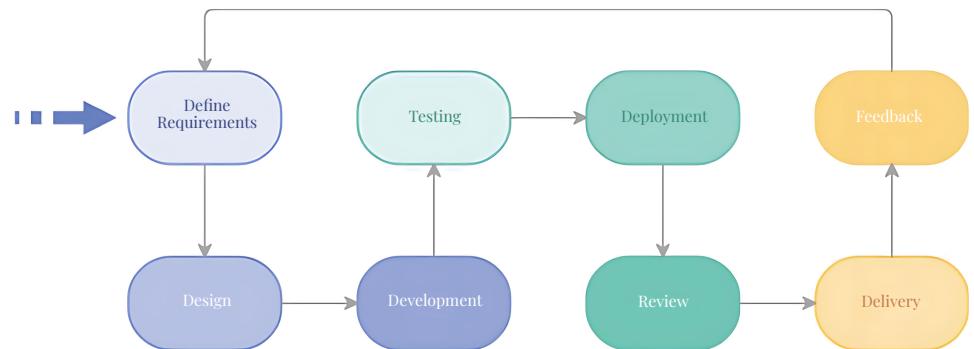 Define
Requirements
Testing
Deployment
Feedback
Design
Development
Review
Delivery